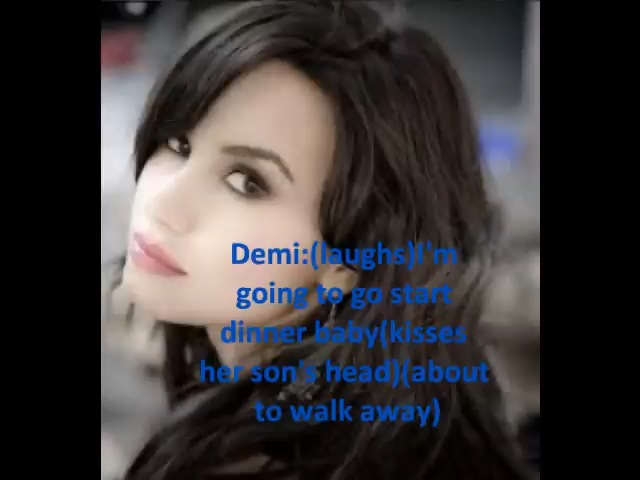 Demi:(laughs)I'm
going to go start
dinner baby(kisses
her son's head)(about
to walk away)